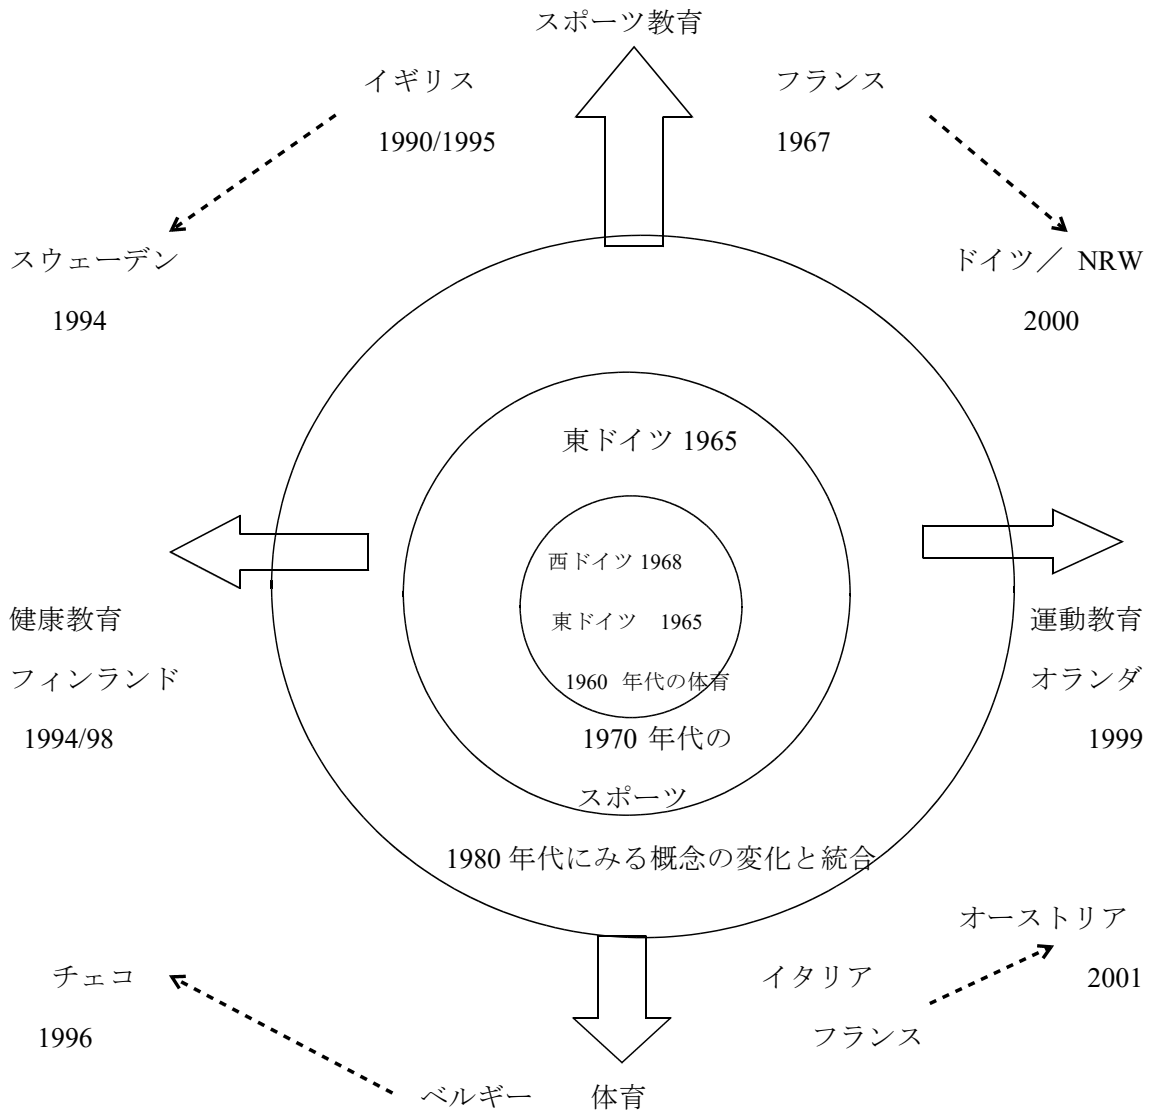 スポーツ教育
イギリス
フランス
1990/1995
1967
スウェーデン
ドイツ／ NRW
1994
2000
東ドイツ 1965
西ドイツ 1968
東ドイツ 1965
1960 年代の体育
健康教育
運動教育
フィンランド
オランダ
1994/98
1999
1970 年代の
スポーツ
1980 年代にみる概念の変化と統合
オーストリア
チェコ
イタリア
2001
1996
フランス
ベルギー
体育